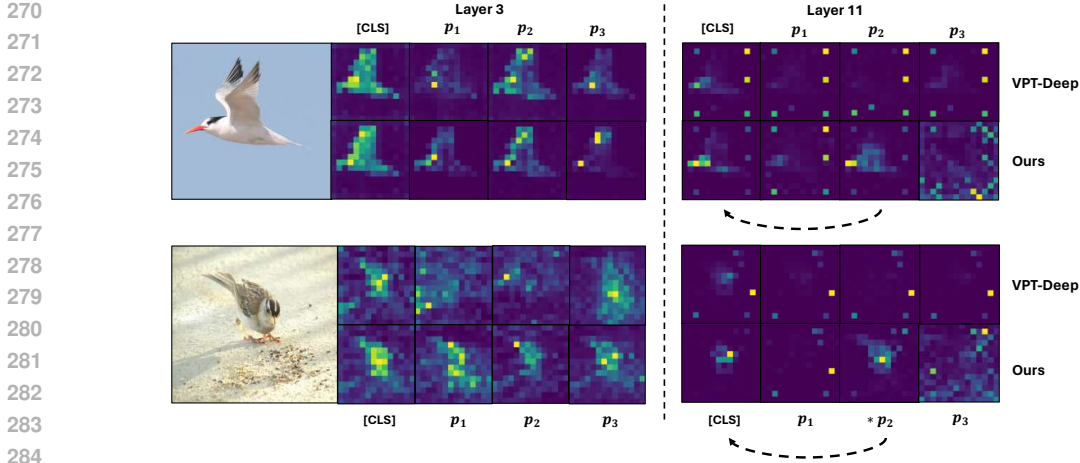 270
Layer 3 Layer 11
271
[CLS] p₁ p₂ p₃ [CLS] p₁ p₂ p₃
272
VPT-Deep
273
274
Ours
275
276
277
278
VPT-Deep
279
280
281
Ours
282
283
[CLS] p₁ p₂ p₃ [CLS] p₁ * p₂ p₃
284